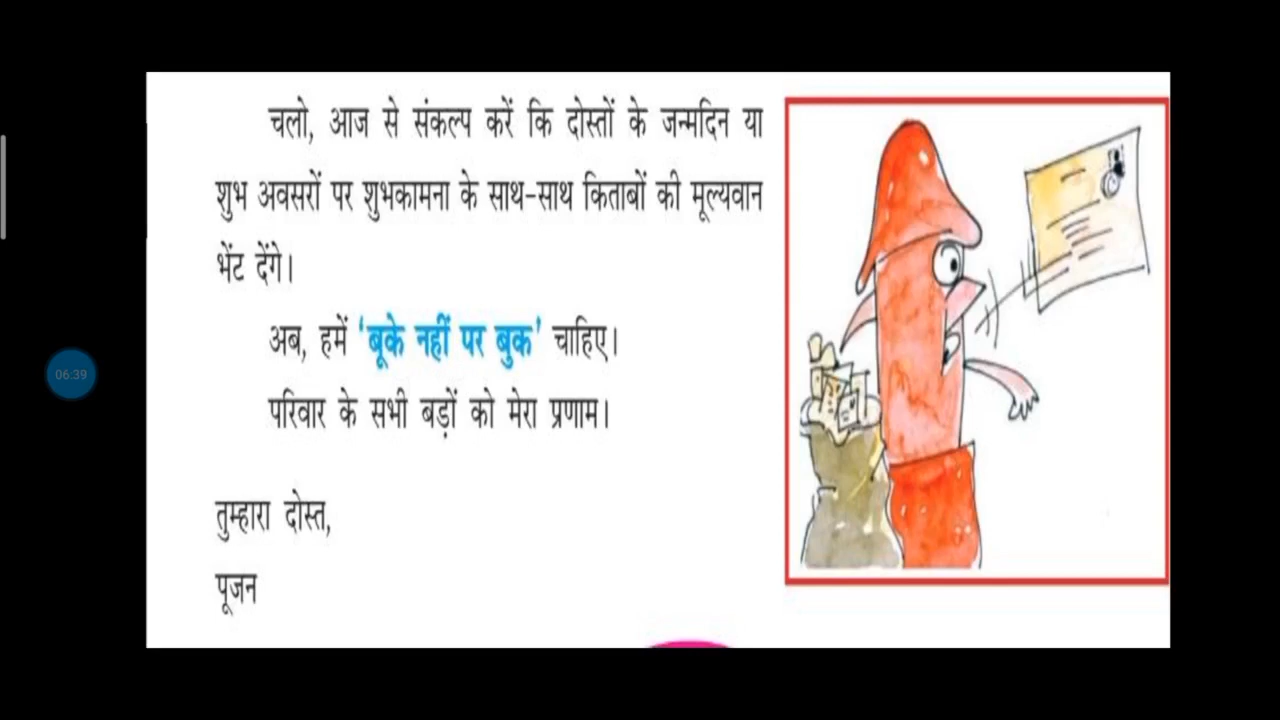 चलो, आज से संकल्प करें कि दोस्तों के जन्मदिन या
शुभ अवसरों पर शुभकामना के साथ-साथ किताबों की मूल्यवान
भेंट देंगे।
अब, हमें ‘बूके नहीं पर बुक’ चाहिए।
06:39
परिवार के सभी बड़ों को मेरा प्रणाम।
तुम्हारा दोस्त,
पूजन